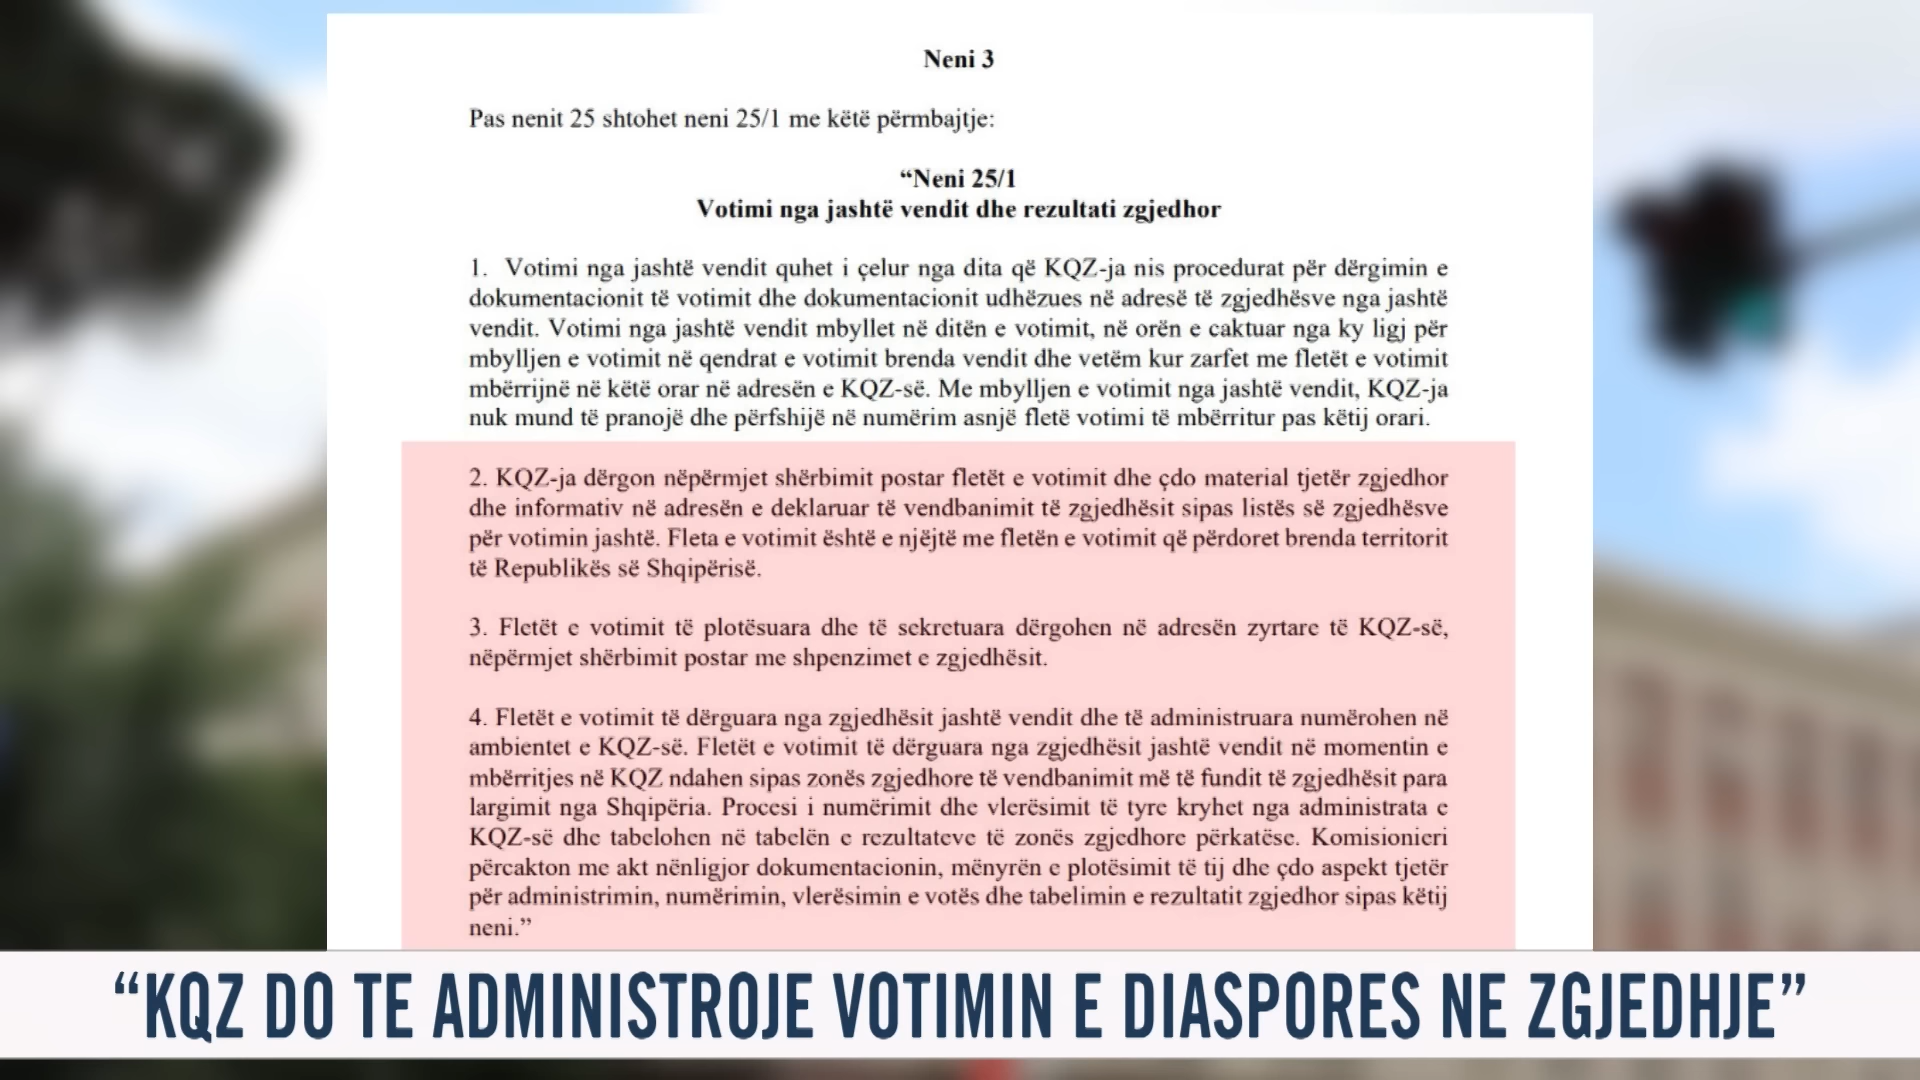 Neni 3
Pas nenit 25 shtohet neni 25/1 me këtë përmbajtje:
“Neni 25/1
Votimi nga jashtë vendit dhe rezultati zgjedhor
1. Votimi nga jashtë vendit quhet i çelur nga dita që KQZ-ja nis procedurat për dërgimin e
dokumentacionit të votimit dhe dokumentacionit udhëzues në adresë të zgjedhësve nga jashtë
vendit. Votimi nga jashtë vendit mbyllet në ditën e votimit, në orën e caktuar nga ky ligj për
mbylljen e votimit në qendrat e votimit brenda vendit dhe vetëm kur zarfet me fletët e votimit
mbërrijnë në këtë orar në adresën e KQZ-së. Me mbylljen e votimit nga jashtë vendit, KQZ-ja
nuk mund të pranojë dhe përfshijë në numërim asnjë fletë votimi të mbërritur pas këtij orari.
2. KQZ-ja dërgon nëpërmjet shërbimit postar fletët e votimit dhe çdo material tjetër zgjedhor
dhe informativ në adresën e deklaruar të vendbanimit të zgjedhësit sipas listës së zgjedhësve
për votimin jashtë. Fleta e votimit është e njëjtë me fletën e votimit që përdoret brenda territorit
të Republikës së Shqipërisë.
3. Fletët e votimit të plotësuara dhe të sekretuara dërgohen në adresën zyrtare të KQZ-së,
nëpërmjet shërbimit postar me shpenzimet e zgjedhësit.
4. Fletët e votimit të dërguara nga zgjedhësit jashtë vendit dhe të administruara numërohen në
ambientet e KQZ-së. Fletët e votimit të dërguara nga zgjedhësit jashtë vendit në momentin e
mbërritjes në KQZ ndahen sipas zonës zgjedhore të vendbanimit më të fundit të zgjedhësit para
largimit nga Shqipëria. Procesi i numërimit dhe vlerësimit të tyre kryhet nga administrata e
KQZ-së dhe tabelohen në tabelën e rezultateve të zonës zgjedhore përkatëse. Komisionieri
përcakton me akt nënligjor dokumentacionin, mënyrën e plotësimit të tij dhe çdo aspekt tjetër
për administrimin, numërimin, vlerësimin e votës dhe tabelimin e rezultatit zgjedhor sipas këtij
neni.”
“KQZ DO TE ADMINISTROJE VOTIMIN E DIASPORES NE ZGJEDHJE”